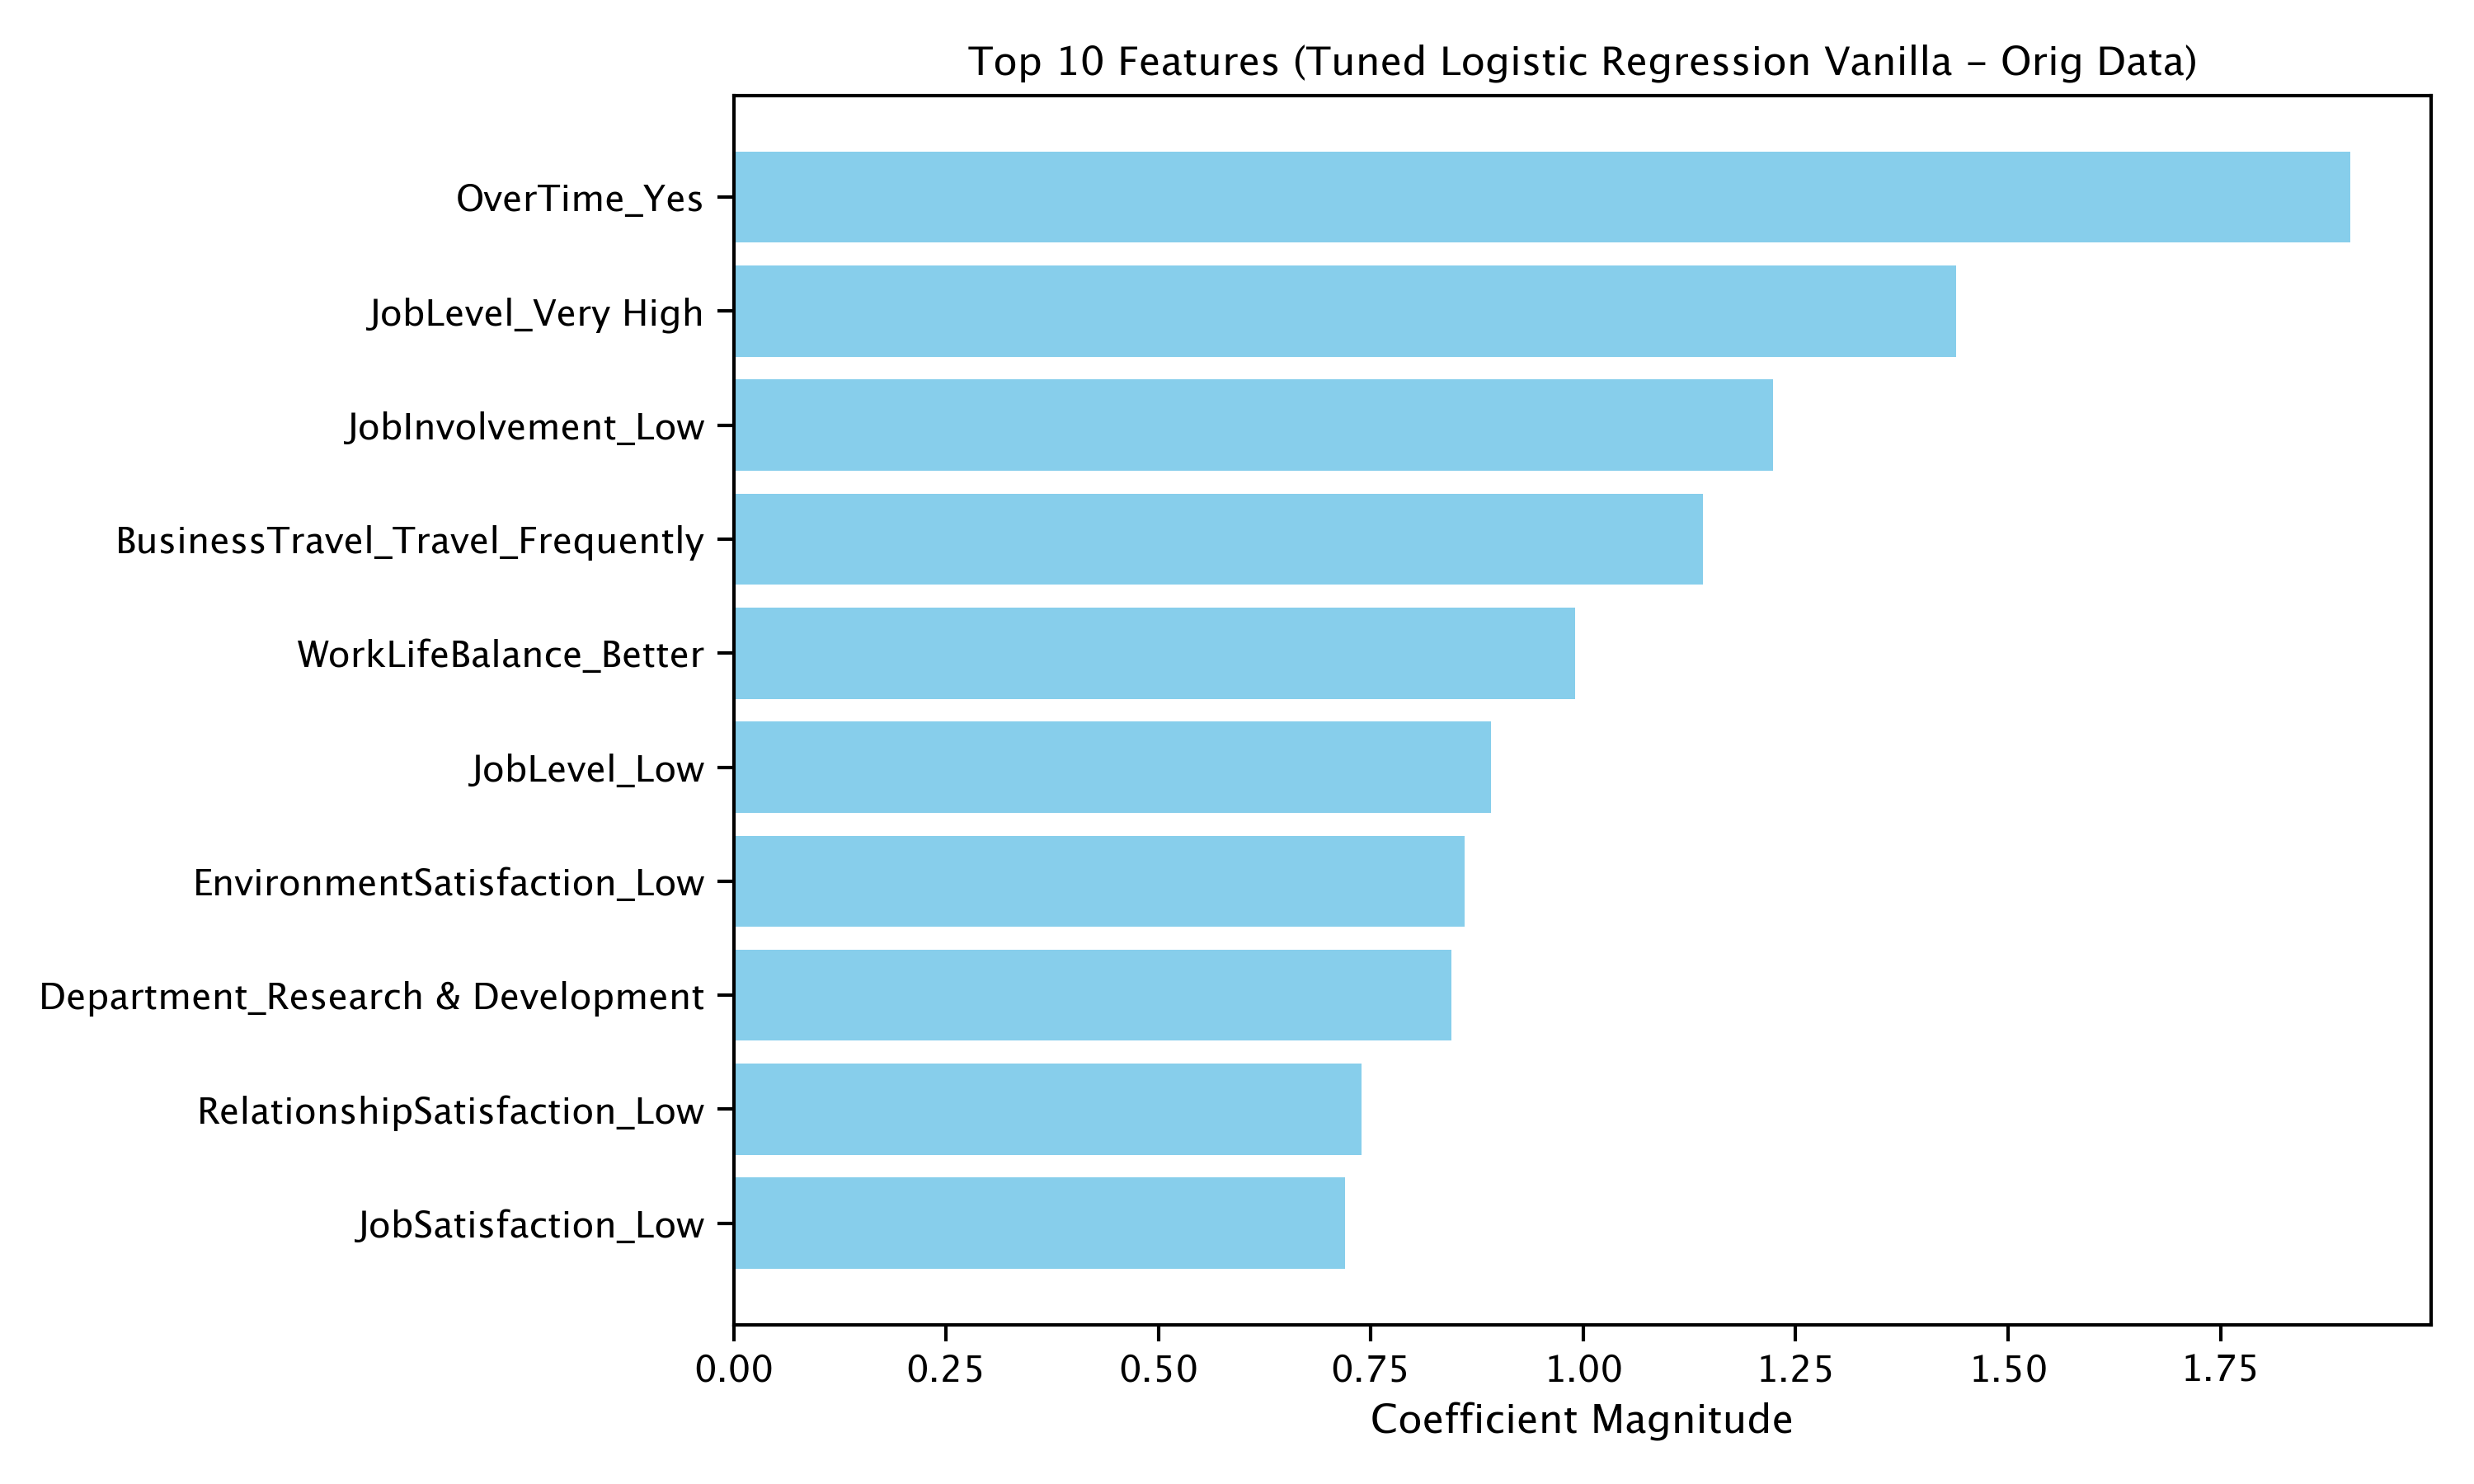 Top 10 Features (Tuned Logistic Regression Vanilla – Orig Data)
OverTime_Yes
JobLevel_Very High
JobInvolvement_Low
BusinessTravel_Travel_Frequently
WorkLifeBalance_Better
JobLevel_Low
EnvironmentSatisfaction_Low
Department_Research & Development
RelationshipSatisfaction_Low
JobSatisfaction_Low
0.00 0.25 0.50 0.75 1.00 1.25 1.50 1.75
Coefficient Magnitude